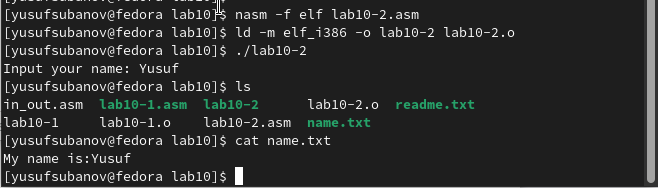 [yusufsubanov@fedora lab10]$ nasm -f elf lab10-2.asm
[yusufsubanov@fedora lab10]$ ld -m elf_i386 -o lab10-2 lab10-2.o
[yusufsubanov@fedora lab10]$ ./lab10-2
Input your name: Yusuf
[yusufsubanov@fedora lab10]$ ls
in_out.asm  lab10-1.asm  lab10-2      lab10-2.o  readme.txt
lab10-1     lab10-1.o    lab10-2.asm  name.txt
[yusufsubanov@fedora lab10]$ cat name.txt
My name is:Yusuf
[yusufsubanov@fedora lab10]$